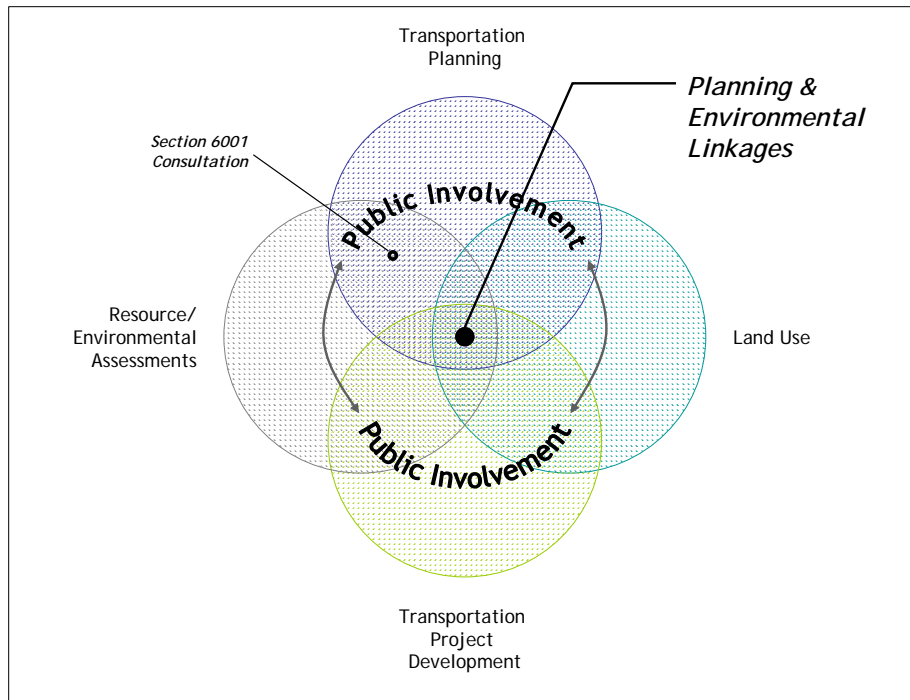 Transportation
Planning
Planning &
Environmental
Linkages
Section 6001
Consultation
Public Involvement
Resource/
Environmental
Assessments
Land Use
Public Involvement
Transportation
Project
Development